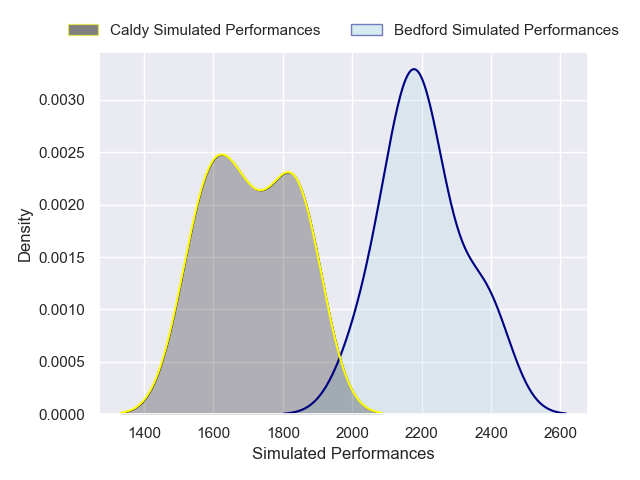 Caldy Simulated Performances
Bedford Simulated Performances
0.0030
0.0025
0.0020
0.0015
0.0010
0.0005
0.0000
Density
1400 1600 1800 2000 2200 2400 2600
Simulated Performances